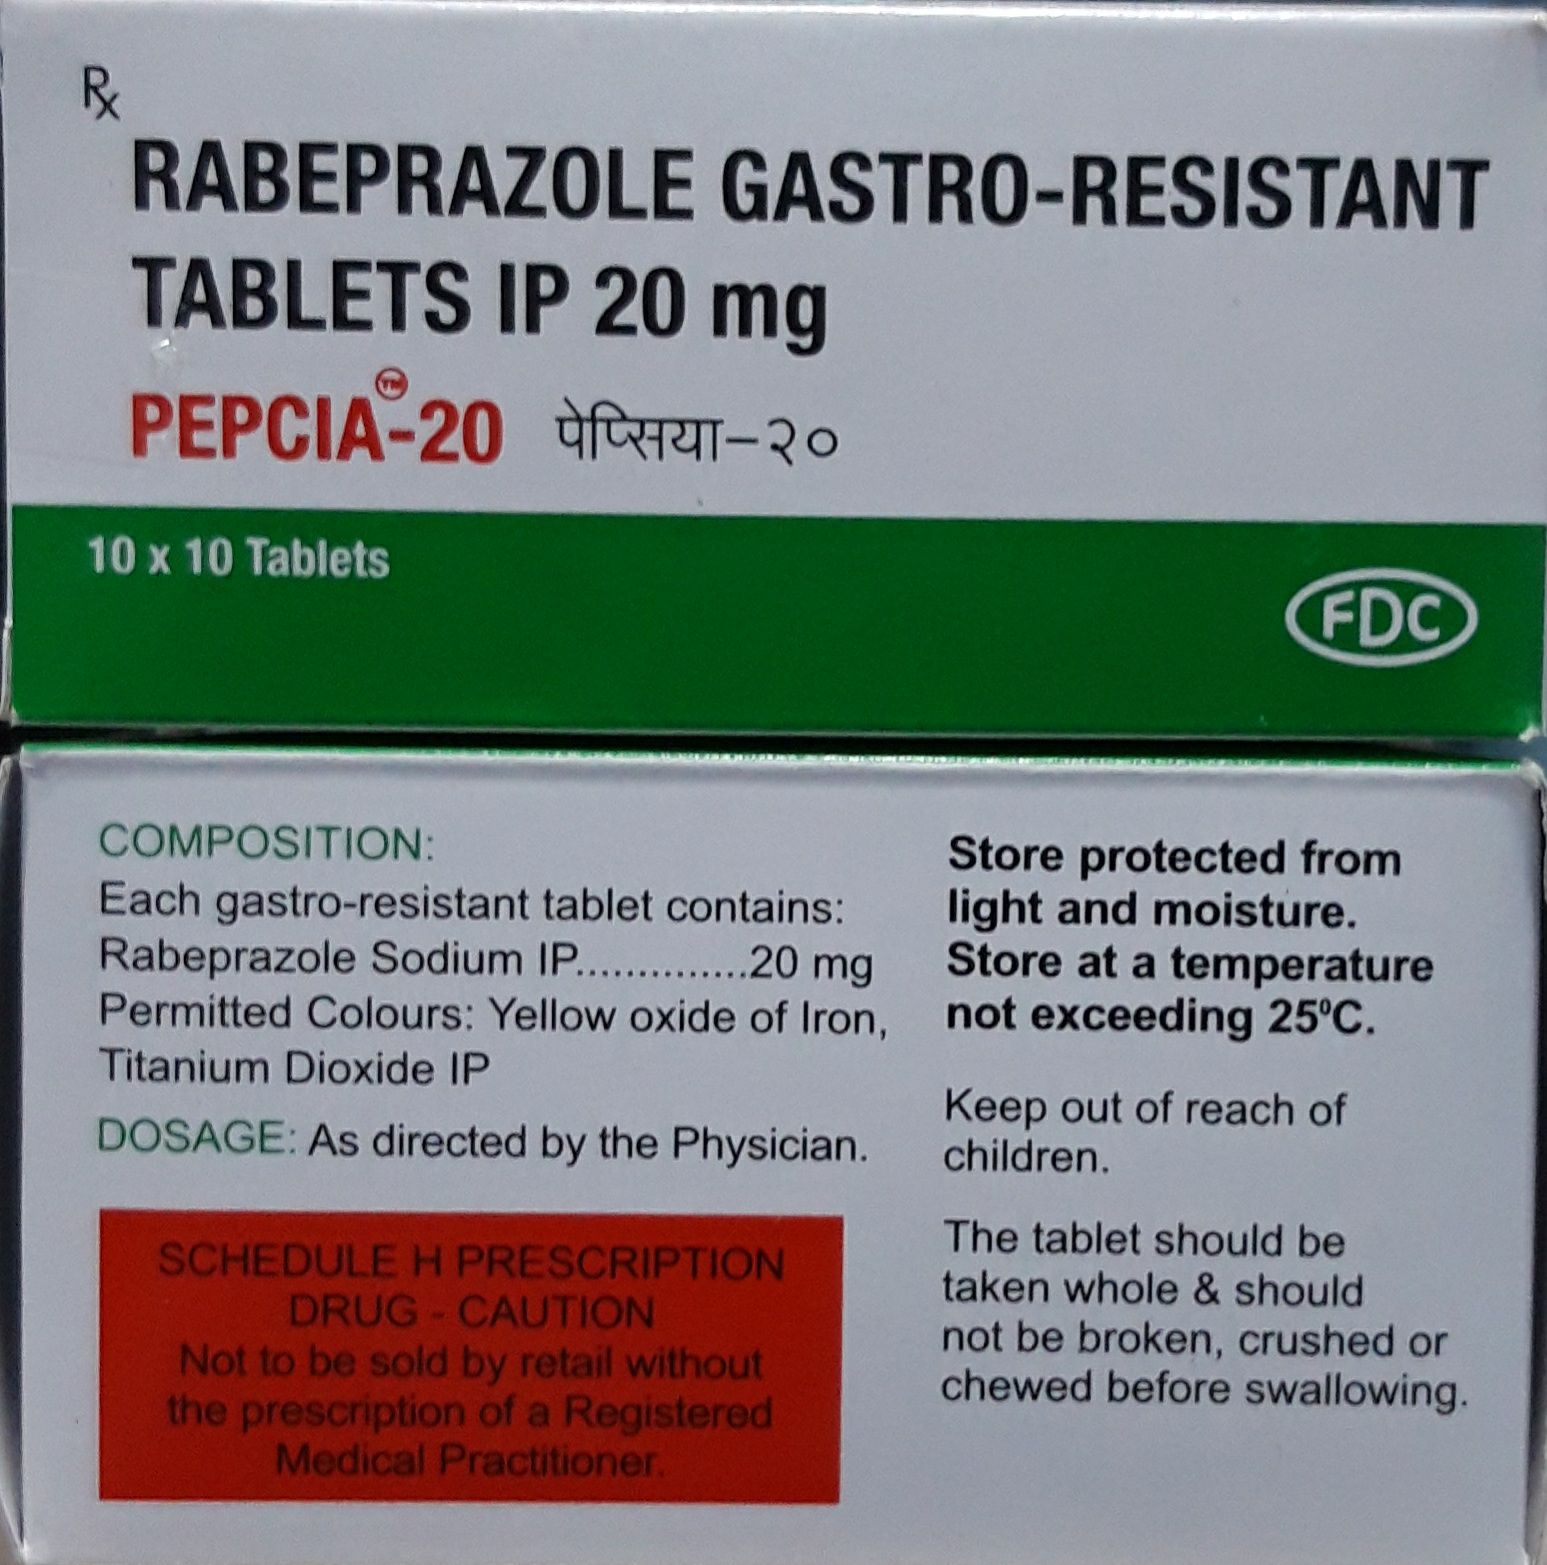 Rx
RABEPRAZOLE GASTRO-RESISTANT
TABLETS IP 20 mg
PEPCIA™-20 पेप्सिया–२०
10 x 10 Tablets
FDC
COMPOSITION:
Each gastro-resistant tablet contains:
Rabeprazole Sodium IP..............20 mg
Permitted Colours: Yellow oxide of Iron,
Titanium Dioxide IP
DOSAGE: As directed by the Physician.
SCHEDULE H PRESCRIPTION
DRUG - CAUTION
Not to be sold by retail without
the prescription of a Registered
Medical Practitioner.
Store protected from
light and moisture.
Store at a temperature
not exceeding 25⁰C.
Keep out of reach of
children.
The tablet should be
taken whole & should
not be broken, crushed or
chewed before swallowing.